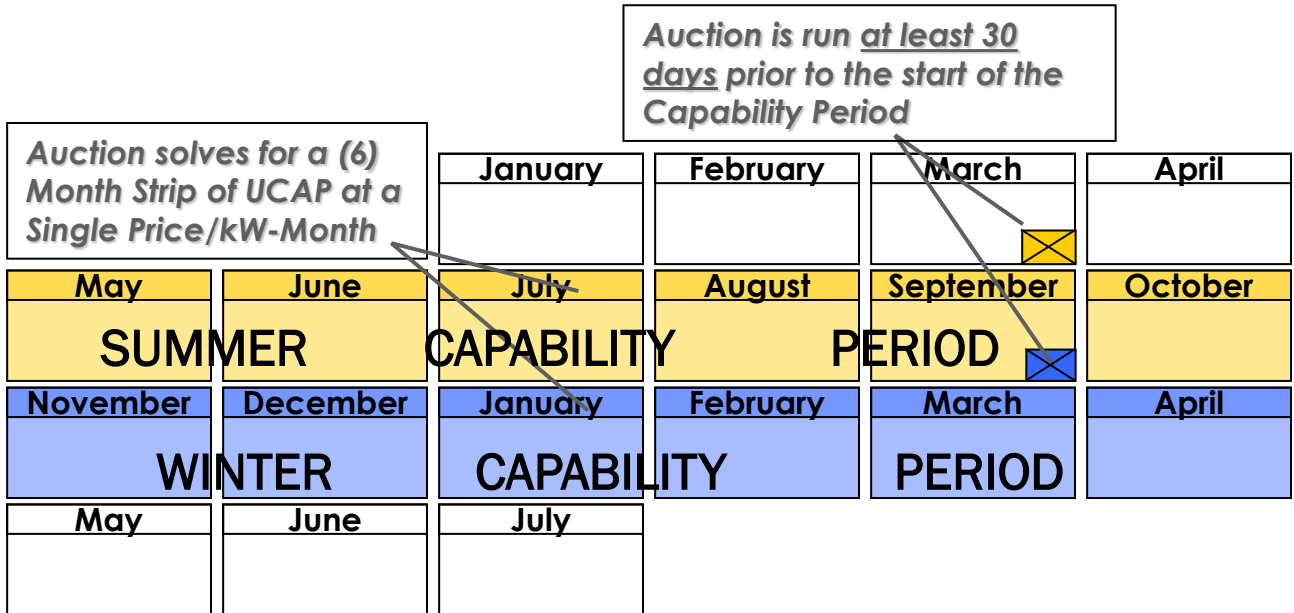 Auction is run at least 30
days prior to the start of the
Capability Period
Auction solves for a (6)
Month Strip of UCAP at a
Single Price/kW-Month
January February March April
May June July August September October
SUMMER CAPABILITY PERIOD
November December January February March April
WINTER CAPABILITY PERIOD
May June July